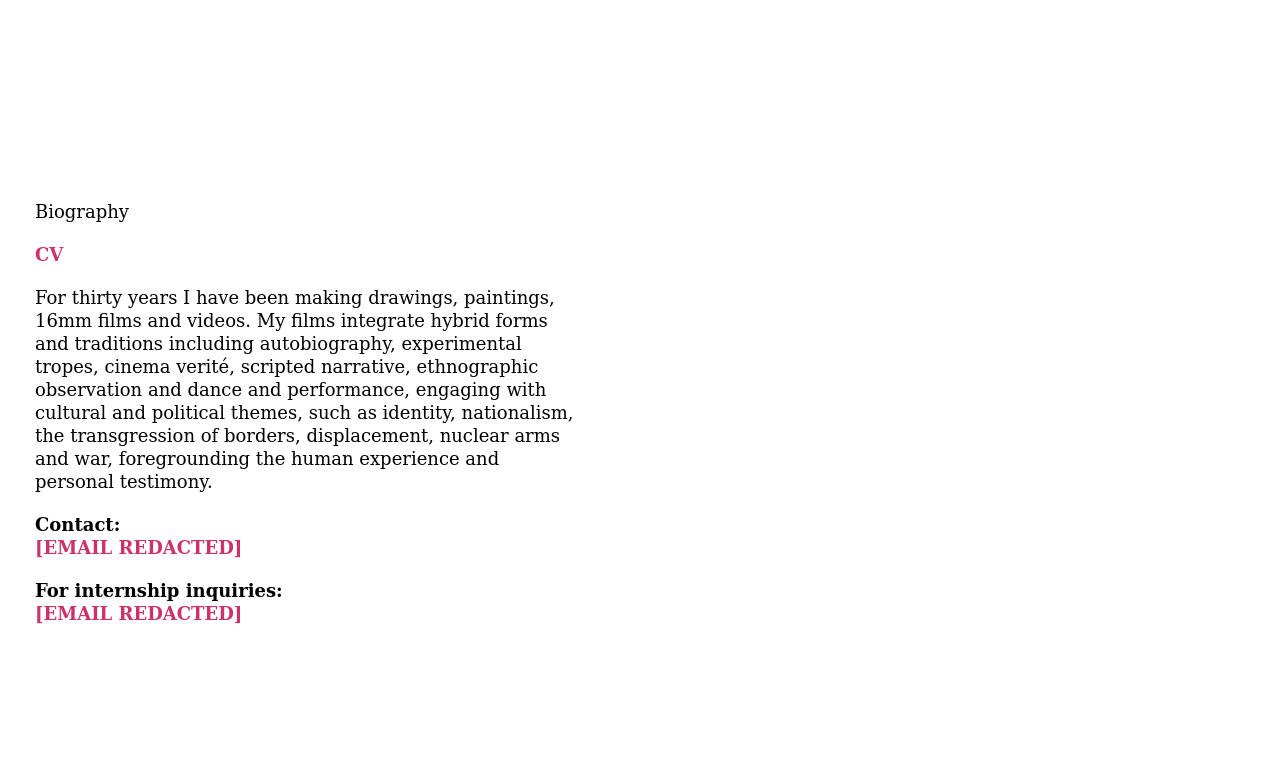 Biography
CV
For thirty years I have been making drawings, paintings,
16mm films and videos. My films integrate hybrid forms
and traditions including autobiography, experimental
tropes, cinema verité, scripted narrative, ethnographic
observation and dance and performance, engaging with
cultural and political themes, such as identity, nationalism,
the transgression of borders, displacement, nuclear arms
and war, foregrounding the human experience and
personal testimony.
Contact:
[EMAIL REDACTED]
For internship inquiries:
[EMAIL REDACTED]